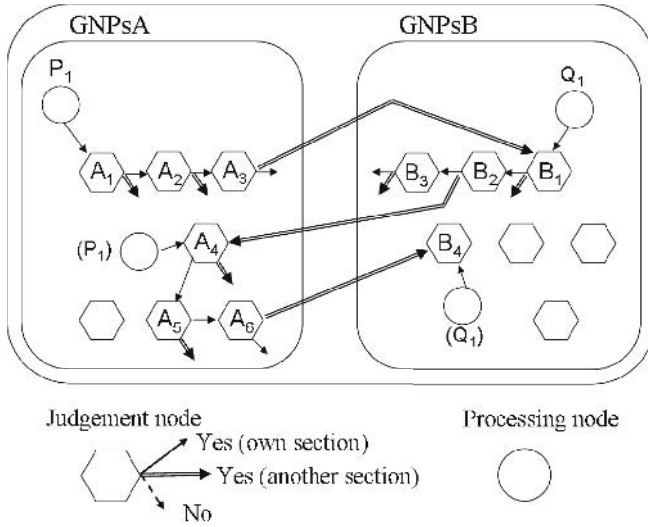 GNPsA GNPsB
P1 Q1
A1 A2 A3 B3 B2 B1
(P1) A4 B4
A5 A6 (Q1)
Judgement node Processing node
Yes (own section)
Yes (another section)
No